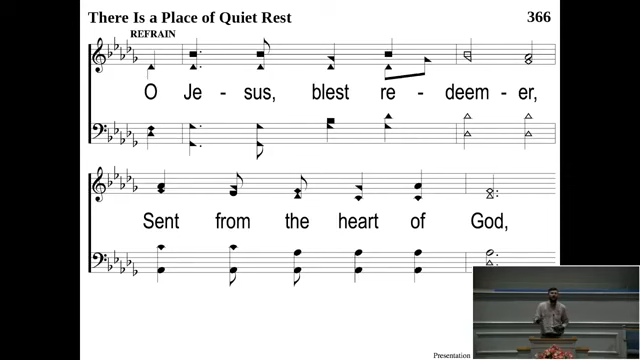 There Is a Place of Quiet Rest 366
REFRAIN
O Je - sus, blest re - deem - er,
Sent from the heart of God,
Presentation